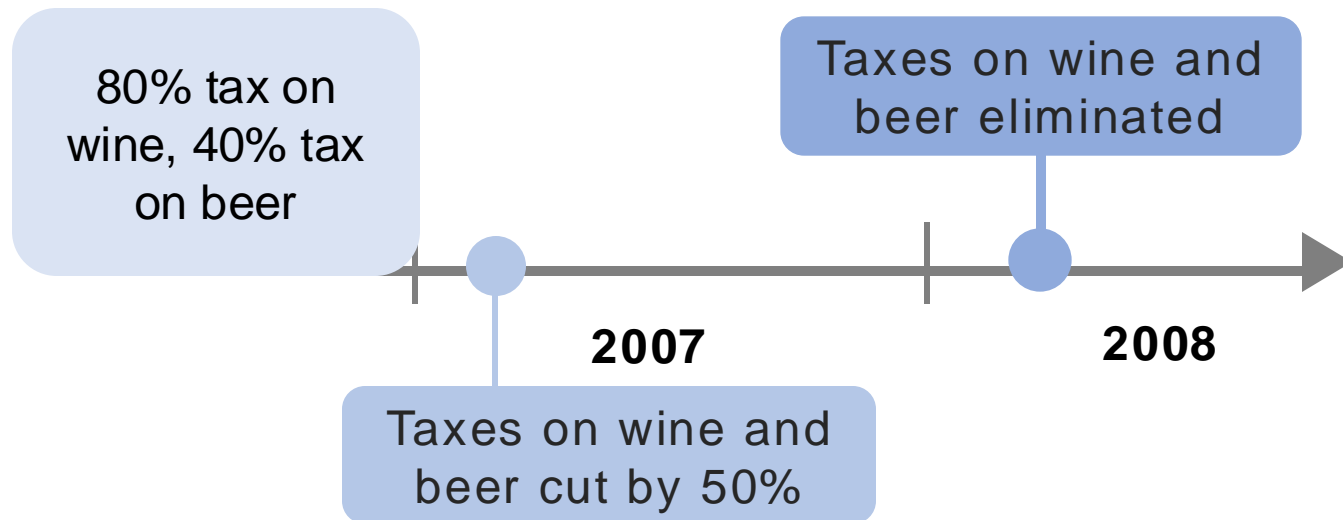 80% tax on
wine, 40% tax
on beer
Taxes on wine and
beer eliminated
2007
2008
Taxes on wine and
beer cut by 50%